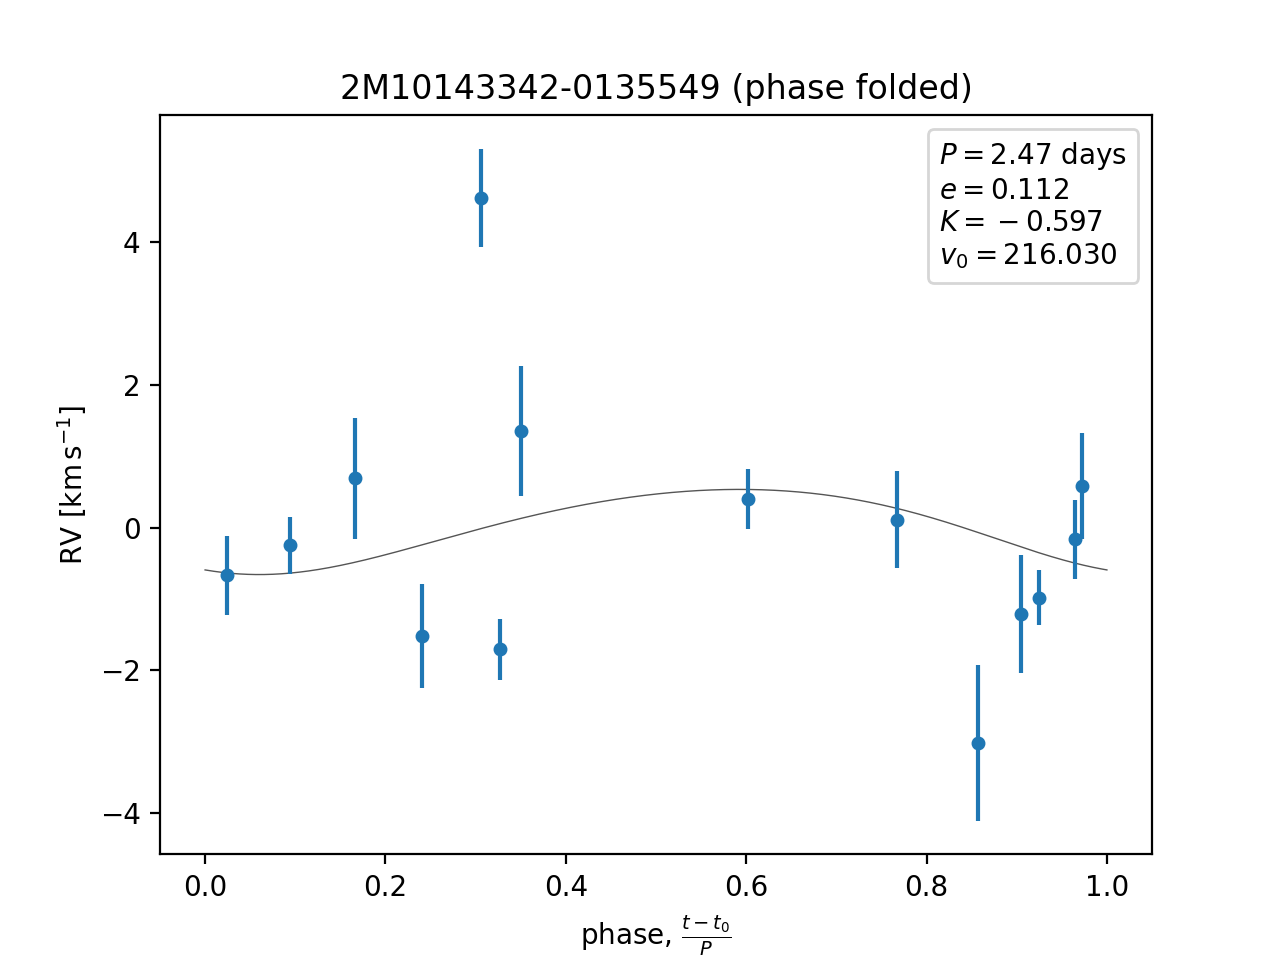 2M10143342-0135549 (phase folded)
P = 2.47 days
e = 0.112
K = −0.597
v₀ = 216.030
RV [km s⁻¹]
4
2
0
−2
−4
0.0 0.2 0.4 0.6 0.8 1.0
phase, (t − t₀)/P